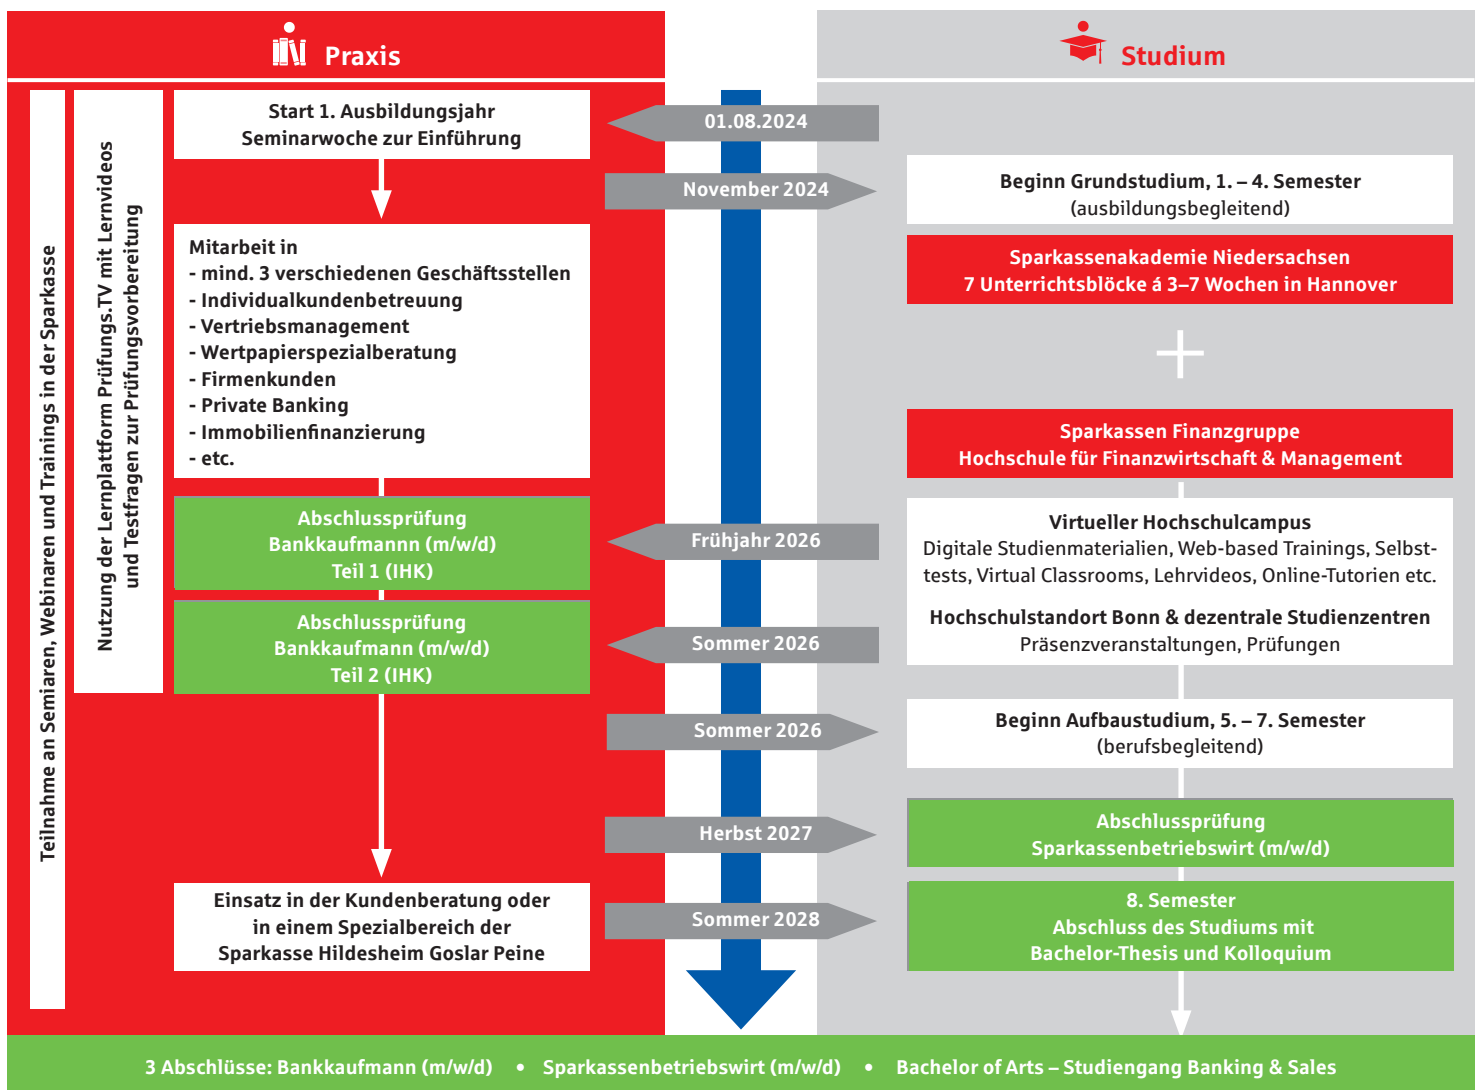 Praxis
Studium
Teilnahme an Semiaren, Webinaren und Trainings in der Sparkasse
Nutzung der Lernplattform Prüfungs.TV mit Lernvideos
und Testfragen zur Prüfungsvorbereitung
Start 1. Ausbildungsjahr
Seminarwoche zur Einführung
01.08.2024
November 2024
Beginn Grundstudium, 1. – 4. Semester
(ausbildungsbegleitend)
Sparkassenakademie Niedersachsen
7 Unterrichtsblöcke á 3–7 Wochen in Hannover
+
Mitarbeit in
- mind. 3 verschiedenen Geschäftsstellen
- Individualkundenbetreuung
- Vertriebsmanagement
- Wertpapierspezialberatung
- Firmenkunden
- Private Banking
- Immobilienfinanzierung
- etc.
Sparkassen Finanzgruppe
Hochschule für Finanzwirtschaft & Management
Virtueller Hochschulcampus
Digitale Studienmaterialien, Web-based Trainings, Selbst-
tests, Virtual Classrooms, Lehrvideos, Online-Tutorien etc.
Hochschulstandort Bonn & dezentrale Studienzentren
Präsenzveranstaltungen, Prüfungen
Abschlussprüfung
Bankkaufmannn (m/w/d)
Teil 1 (IHK)
Frühjahr 2026
Abschlussprüfung
Bankkaufmann (m/w/d)
Teil 2 (IHK)
Sommer 2026
Sommer 2026
Beginn Aufbaustudium, 5. – 7. Semester
(berufsbegleitend)
Herbst 2027
Abschlussprüfung
Sparkassenbetriebswirt (m/w/d)
Einsatz in der Kundenberatung oder
in einem Spezialbereich der
Sparkasse Hildesheim Goslar Peine
Sommer 2028
8. Semester
Abschluss des Studiums mit
Bachelor-Thesis und Kolloquium
3 Abschlüsse: Bankkaufmann (m/w/d) • Sparkassenbetriebswirt (m/w/d) • Bachelor of Arts – Studiengang Banking & Sales